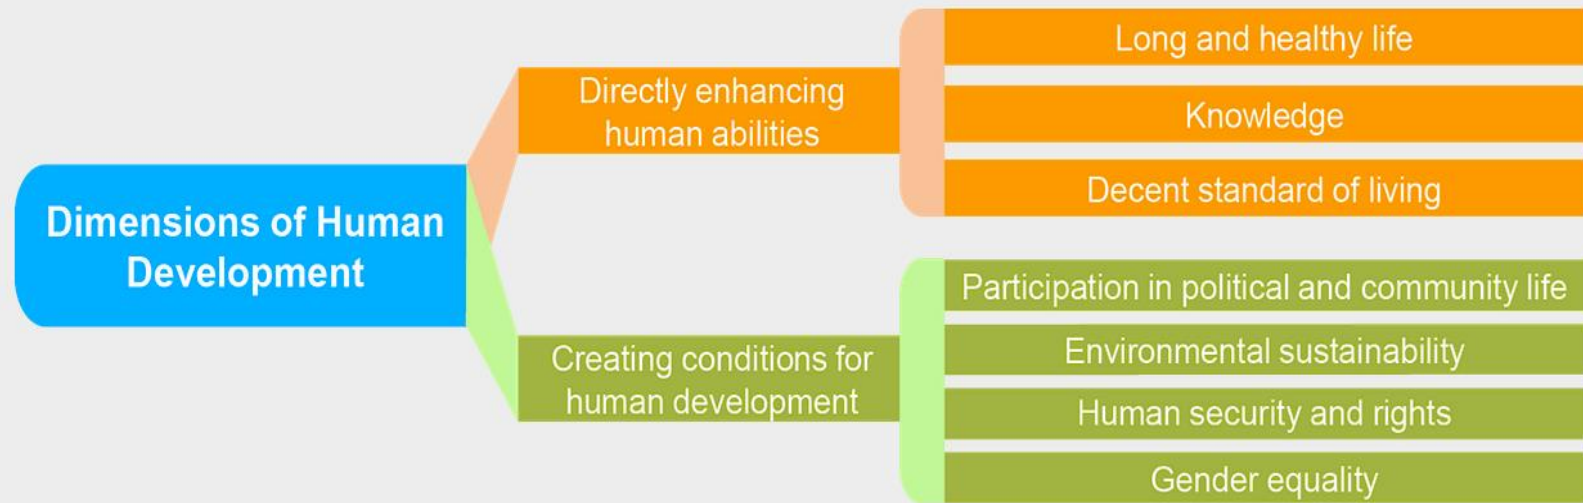 Dimensions of Human
Development
Directly enhancing
human abilities
Long and healthy life
Knowledge
Decent standard of living
Creating conditions for
human development
Participation in political and community life
Environmental sustainability
Human security and rights
Gender equality